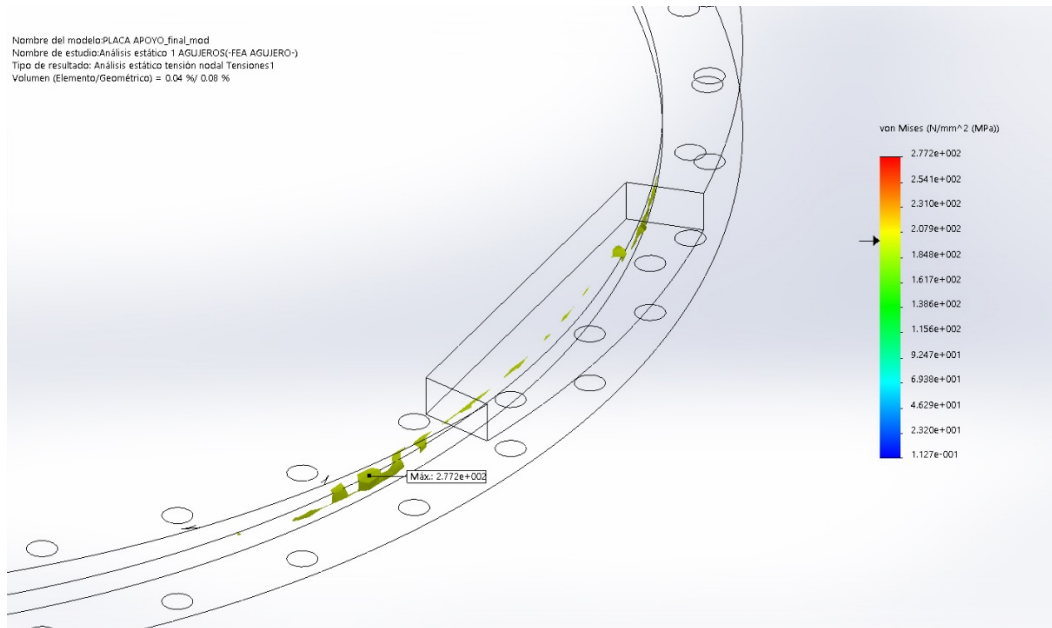 Nombre del modelo:PLACA APOYO_final_mod
Nombre de estudio:Análisis estático 1 AGUJEROS(-FEA AGUJERO-)
Tipo de resultado: Análisis estático tensión nodal Tensiones1
Volumen (Elemento/Geométrico) = 0.04 %/ 0.08 %
von Mises (N/mm^2 (MPa))
2.772e+002
2.541e+002
2.310e+002
2.079e+002
1.848e+002
1.617e+002
1.386e+002
1.156e+002
9.247e+001
6.938e+001
4.629e+001
2.320e+001
1.127e-001
Máx.: 2.772e+002